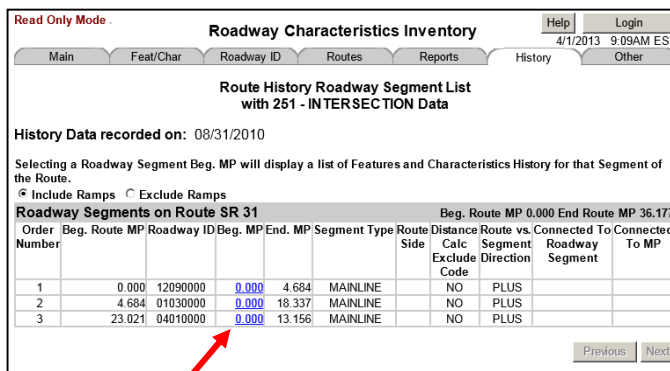 Read Only Mode .
Roadway Characteristics Inventory
Help Login
4/1/2013 9:09AM ES
Main Feat/Char Roadway ID Routes Reports History Other
Route History Roadway Segment List
with 251 - INTERSECTION Data
History Data recorded on: 08/31/2010
Selecting a Roadway Segment Beg. MP will display a list of Features and Characteristics History for that Segment of
the Route.
Include Ramps Exclude Ramps
Roadway Segments on Route SR 31 Beg. Route MP 0.000 End Route MP 36.177
Order Beg. Route MP Roadway ID Beg. MP End. MP Segment Type Route Distance Route vs. Connected To Connected
Number Side Calc Segment Roadway To MP
Exclude Direction Segment
Code
1 0.000 12090000 0.000 4.684 MAINLINE NO PLUS
2 4.684 01030000 0.000 18.337 MAINLINE NO PLUS
3 23.021 04010000 0.000 13.156 MAINLINE NO PLUS
Previous Next